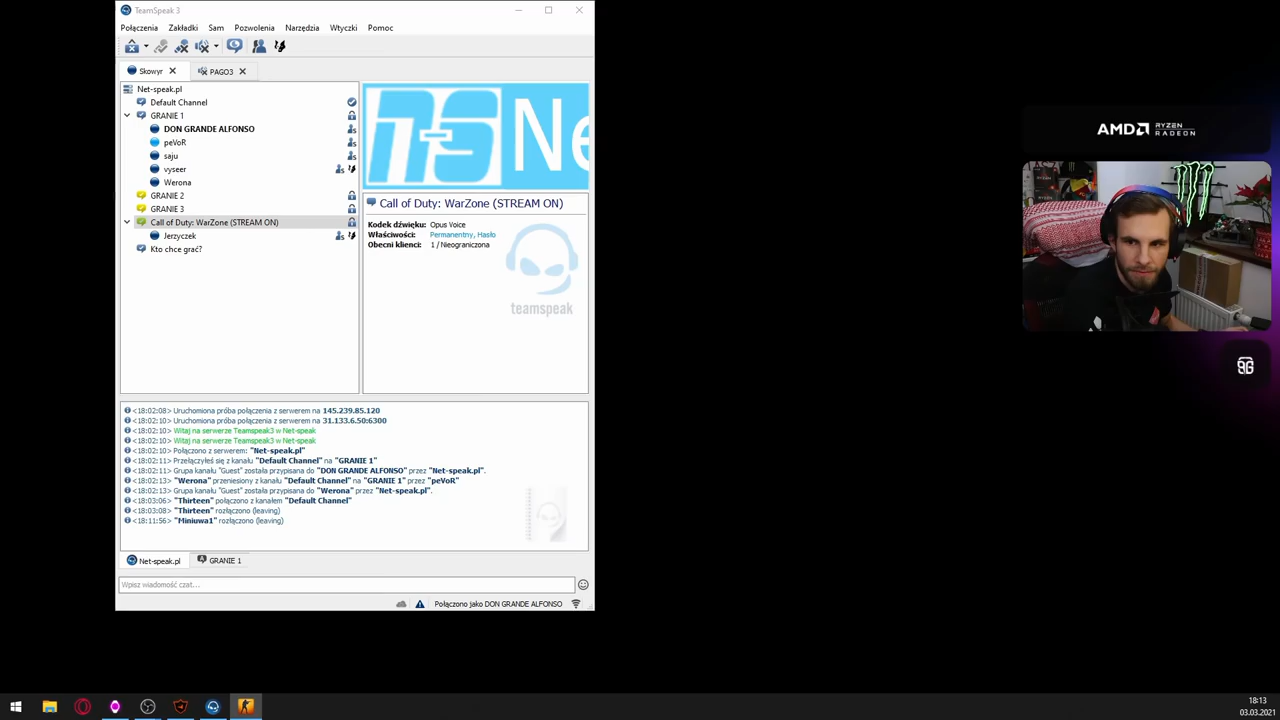 TeamSpeak 3
Połączenia Zakładki Sam Pozwolenia Narzędzia Wtyczki Pomoc
Skowyr
PAGO3
Net-speak.pl
Default Channel
GRANIE 1
DON GRANDE ALFONSO
peVoR
saju
vyseer
Werona
GRANIE 2
GRANIE 3
Call of Duty: WarZone (STREAM ON)
Jerzyczek
Kto chce grać?
Ne
Call of Duty: WarZone (STREAM ON)
Kodek dźwięku: Opus Voice
Właściwości: Permanentny, Hasło
Obecni klienci: 1 / Nieograniczona
teamspeak
<18:02:08> Uruchomiona próba połączenia z serwerem na 145.239.85.120
<18:02:10> Uruchomiona próba połączenia z serwerem na 31.133.6.50:6300
<18:02:10> Witaj na serwerze Teamspeak3 w Net-speak
<18:02:10> Witaj na serwerze Teamspeak3 w Net-speak
<18:02:10> Połączono z serwerem: "Net-speak.pl"
<18:02:11> Przełączyłeś się z kanału "Default Channel" na "GRANIE 1"
<18:02:11> Grupa kanału "Guest" została przypisana do "DON GRANDE ALFONSO" przez "Net-speak.pl".
<18:02:13> "Werona" przeniesiony z kanału "Default Channel" na "GRANIE 1" przez "peVoR"
<18:02:13> Grupa kanału "Guest" została przypisana do "Werona" przez "Net-speak.pl".
<18:03:06> "Thirteen" połączono z kanałem "Default Channel"
<18:03:08> "Thirteen" rozłączono (leaving)
<18:11:56> "Miniuwa1" rozłączono (leaving)
Net-speak.pl
GRANIE 1
Wpisz wiadomość czat...
Połączono jako DON GRANDE ALFONSO
AMD RYZEN
RADEON
18:13
03.03.2021